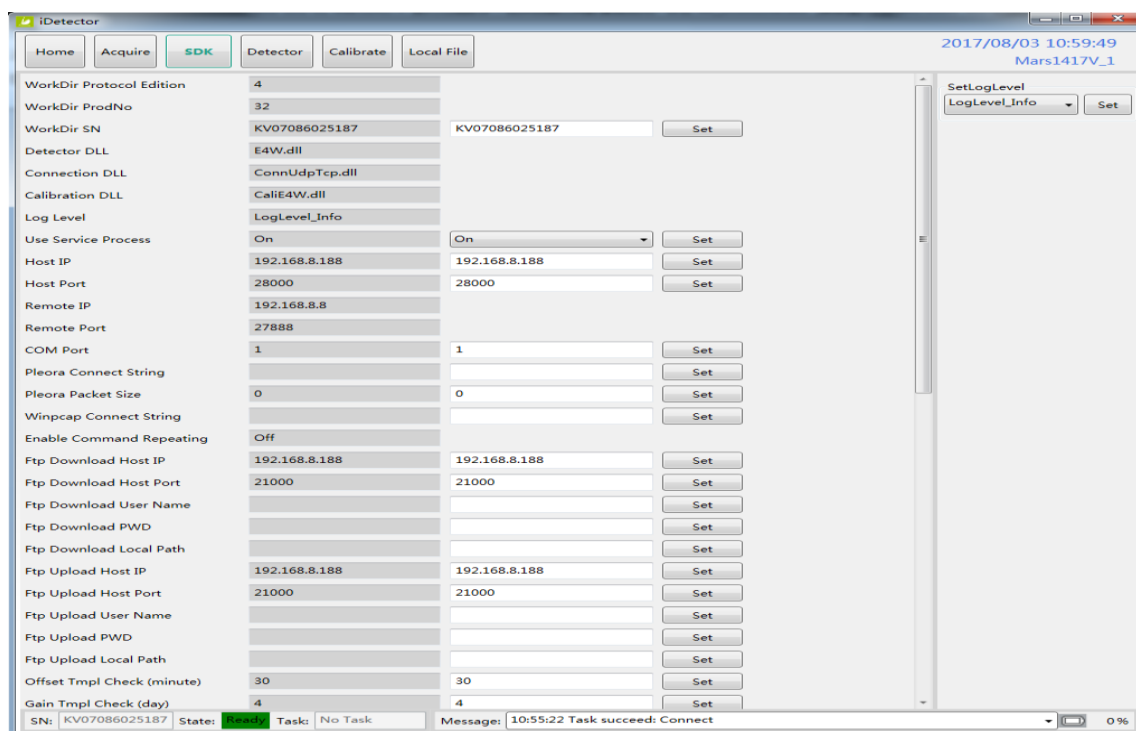 iDetector
Home Acquire SDK Detector Calibrate Local File
2017/08/03 10:59:49
Mars1417V_1
WorkDir Protocol Edition 4
WorkDir ProdNo 32
WorkDir SN KV07086025187 KV07086025187 Set
Detector DLL E4W.dll
Connection DLL ConnUdpTcp.dll
Calibration DLL CaliE4W.dll
Log Level LogLevel_Info
Use Service Process On On Set
Host IP 192.168.8.188 192.168.8.188 Set
Host Port 28000 28000 Set
Remote IP 192.168.8.8
Remote Port 27888
COM Port 1 1 Set
Pleora Connect String Set
Pleora Packet Size 0 0 Set
Winpcap Connect String Set
Enable Command Repeating Off
Ftp Download Host IP 192.168.8.188 192.168.8.188 Set
Ftp Download Host Port 21000 21000 Set
Ftp Download User Name Set
Ftp Download PWD Set
Ftp Download Local Path Set
Ftp Upload Host IP 192.168.8.188 192.168.8.188 Set
Ftp Upload Host Port 21000 21000 Set
Ftp Upload User Name Set
Ftp Upload PWD Set
Ftp Upload Local Path Set
Offset Tmpl Check (minute) 30 30 Set
Gain Tmpl Check (day) 4 4 Set
SetLogLevel
LogLevel_Info Set
SN: KV07086025187 State: Ready Task: No Task Message: 10:55:22 Task succeed: Connect 0%